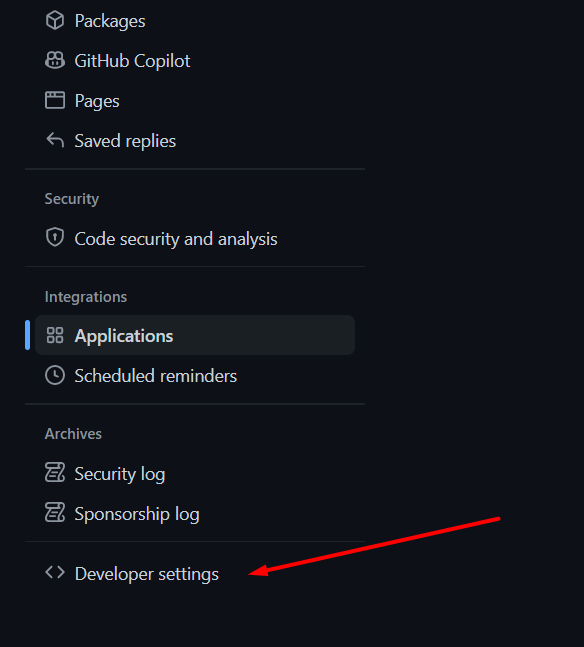 Packages
GitHub Copilot
Pages
Saved replies
Security
Code security and analysis
Integrations
Applications
Scheduled reminders
Archives
Security log
Sponsorship log
Developer settings